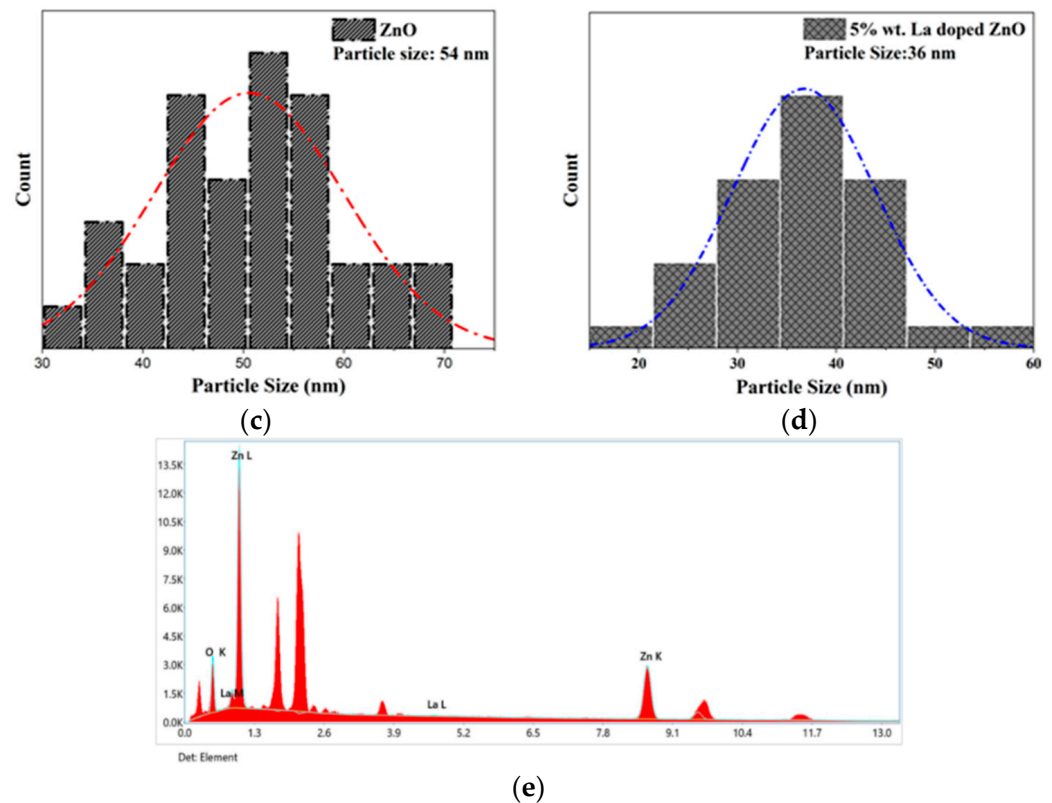 ZnO
Particle size: 54 nm
Count
30 40 50 60 70
Particle Size (nm)
(c)
5% wt. La doped ZnO
Particle Size:36 nm
Count
20 30 40 50 60
Particle Size (nm)
(d)
Zn L
13.5K
12.0K
10.5K
9.0K
7.5K
6.0K
4.5K
3.0K
1.5K
0.0K
O K
La M
La L
Zn K
0.0 1.3 2.6 3.9 5.2 6.5 7.8 9.1 10.4 11.7 13.0
Det: Element
(e)